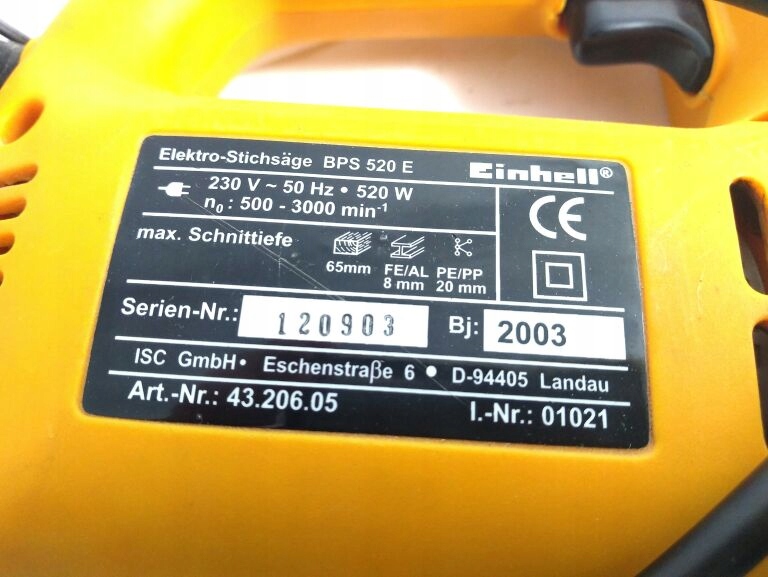 Elektro-Stichsäge BPS 520 E
Einhell®
230 V ~ 50 Hz • 520 W
n0 : 500 - 3000 min-1
CE
max. Schnittiefe
65mm
FE/AL
8 mm
PE/PP
20 mm
Serien-Nr.: 120903
Bj: 2003
ISC GmbH • Eschenstraße 6 • D-94405 Landau
Art.-Nr.: 43.206.05
I.-Nr.: 01021